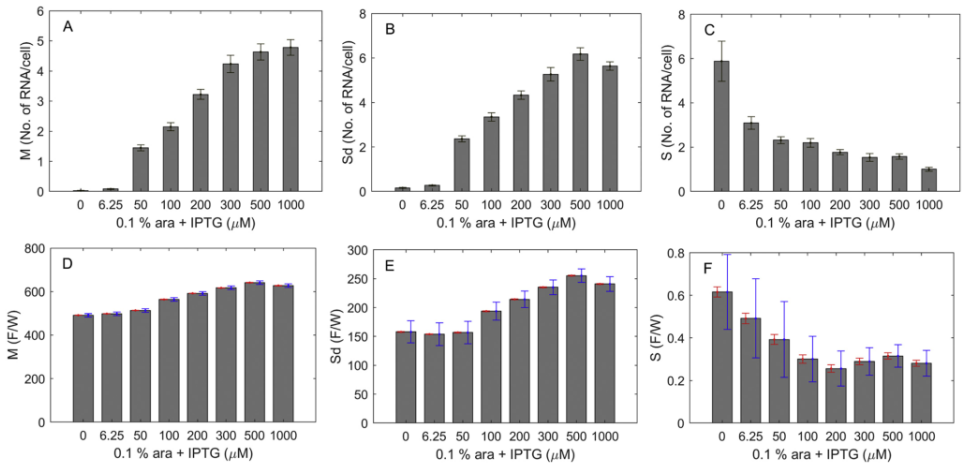 A
M (No. of RNA/cell)
6
5
4
3
2
1
0
0 6.25 50 100 200 300 500 1000
0.1 % ara + IPTG (μM)
B
Sd (No. of RNA/cell)
8
6
4
2
0
0 6.25 50 100 200 300 500 1000
0.1 % ara + IPTG (μM)
C
S (No. of RNA/cell)
8
6
4
2
0
0 6.25 50 100 200 300 500 1000
0.1 % ara + IPTG (μM)
D
M (F/W)
800
600
400
200
0
0 6.25 50 100 200 300 500 1000
0.1 % ara + IPTG (μM)
E
Sd (F/W)
300
250
200
150
100
50
0
0 6.25 50 100 200 300 500 1000
0.1 % ara + IPTG (μM)
F
S (F/W)
0.8
0.6
0.4
0.2
0
0 6.25 50 100 200 300 500 1000
0.1 % ara + IPTG (μM)